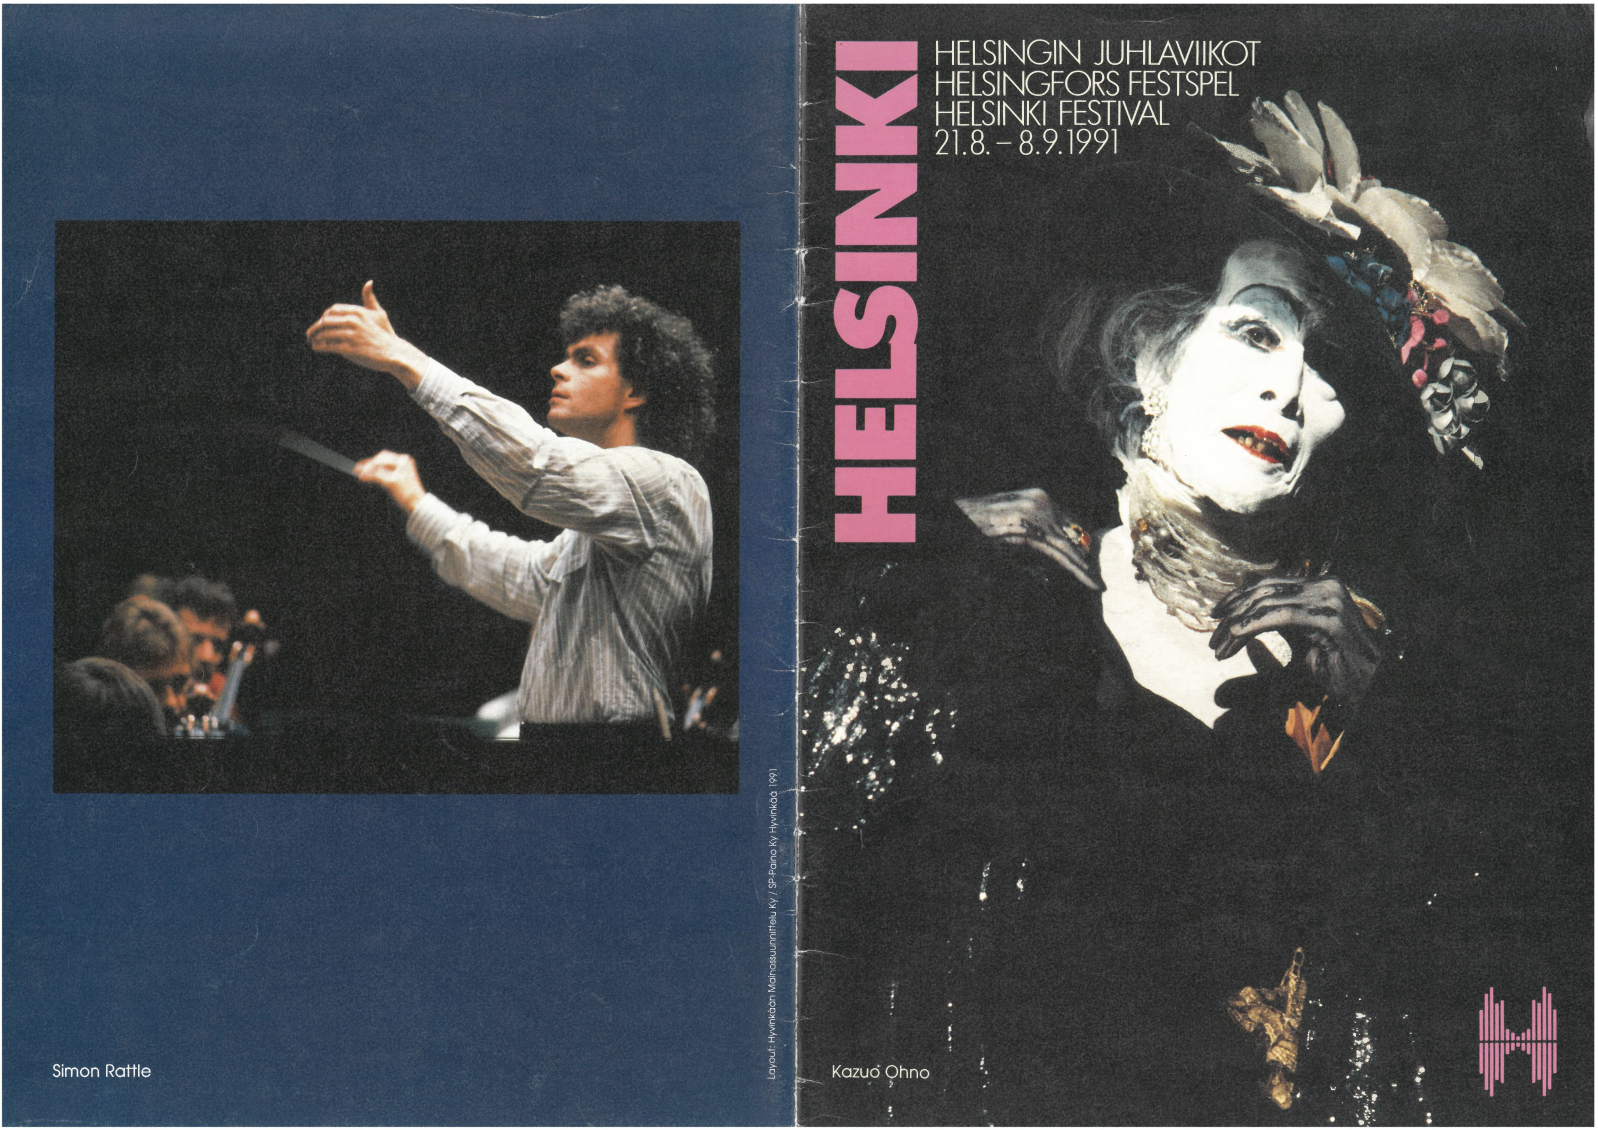 Simon Rattle
Layout: Hyvinkään Mainossuunnittelu Ky / SP-Paino Ky Hyvinkää 1991
HELSINKI
HELSINGIN JUHLAVIIKOT
HELSINGFORS FESTSPEL
HELSINKI FESTIVAL
21.8. – 8.9.1991
Kazuo Ohno